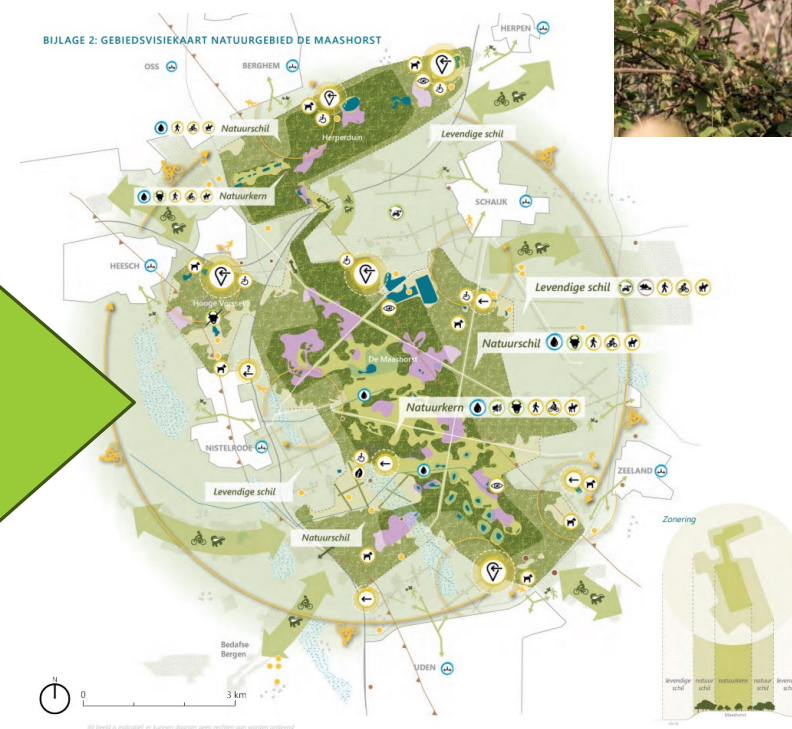 BIJLAGE 2: GEBIEDSVISIEKAART NATUURGEBIED DE MAASHORST
HERPEN
OSS
BERGHEM
Natuurschil
Herperduin
Levendige schil
Natuurkern
SCHAIJK
HEESCH
Hooge Vorssel
Levendige schil
Natuurschil
De Maashorst
Natuurkern
NISTELRODE
ZEELAND
Levendige schil
Zonering
Natuurschil
Bedafse
Bergen
UDEN
N
0
3 km
levendige schil
natuur schil
natuurkern
natuur schil
Maashorst